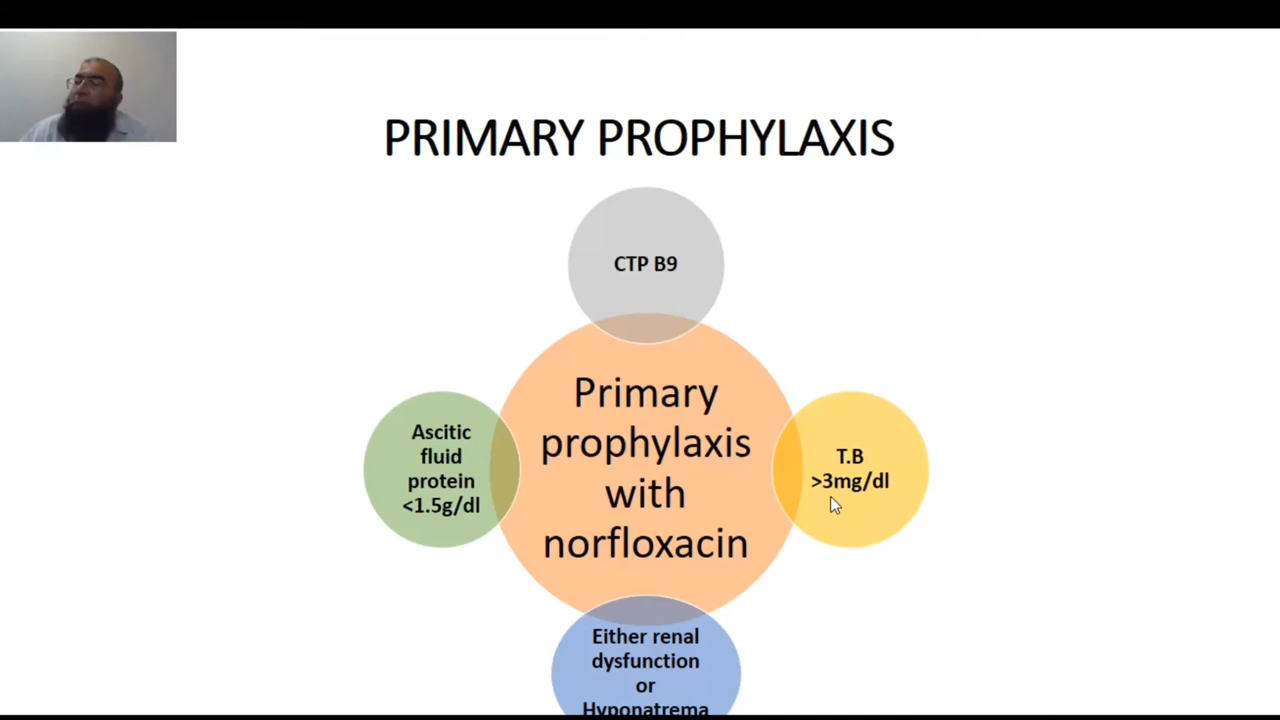 PRIMARY PROPHYLAXIS
CTP B9
Primary
prophylaxis
with
norfloxacin
Ascitic
fluid
protein
<1.5g/dl
T.B
>3mg/dl
Either renal
dysfunction
or
Hyponatrema